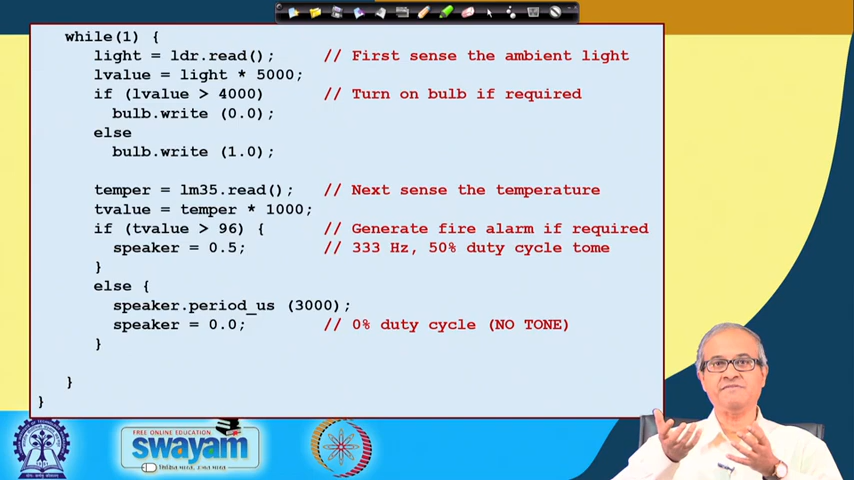 while(1) {
light = ldr.read();     // First sense the ambient light
lvalue = light * 5000;
if (lvalue > 4000)      // Turn on bulb if required
bulb.write (0.0);
else
bulb.write (1.0);
temper = lm35.read();   // Next sense the temperature
tvalue = temper * 1000;
if (tvalue > 96) {      // Generate fire alarm if required
speaker = 0.5;        // 333 Hz, 50% duty cycle tome
}
else {
speaker.period_us (3000);
speaker = 0.0;        // 0% duty cycle (NO TONE)
}
}
}
FREE ONLINE EDUCATION
swayam